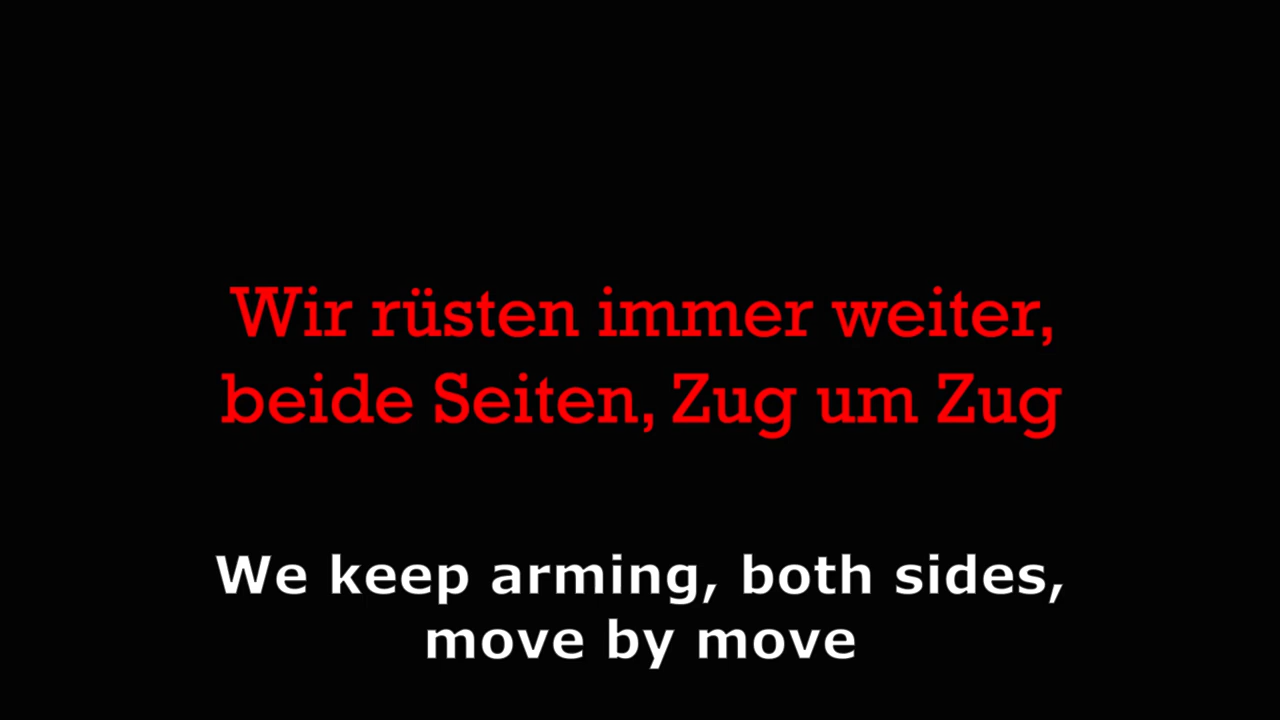 Wir rüsten immer weiter,
beide Seiten, Zug um Zug
We keep arming, both sides,
move by move